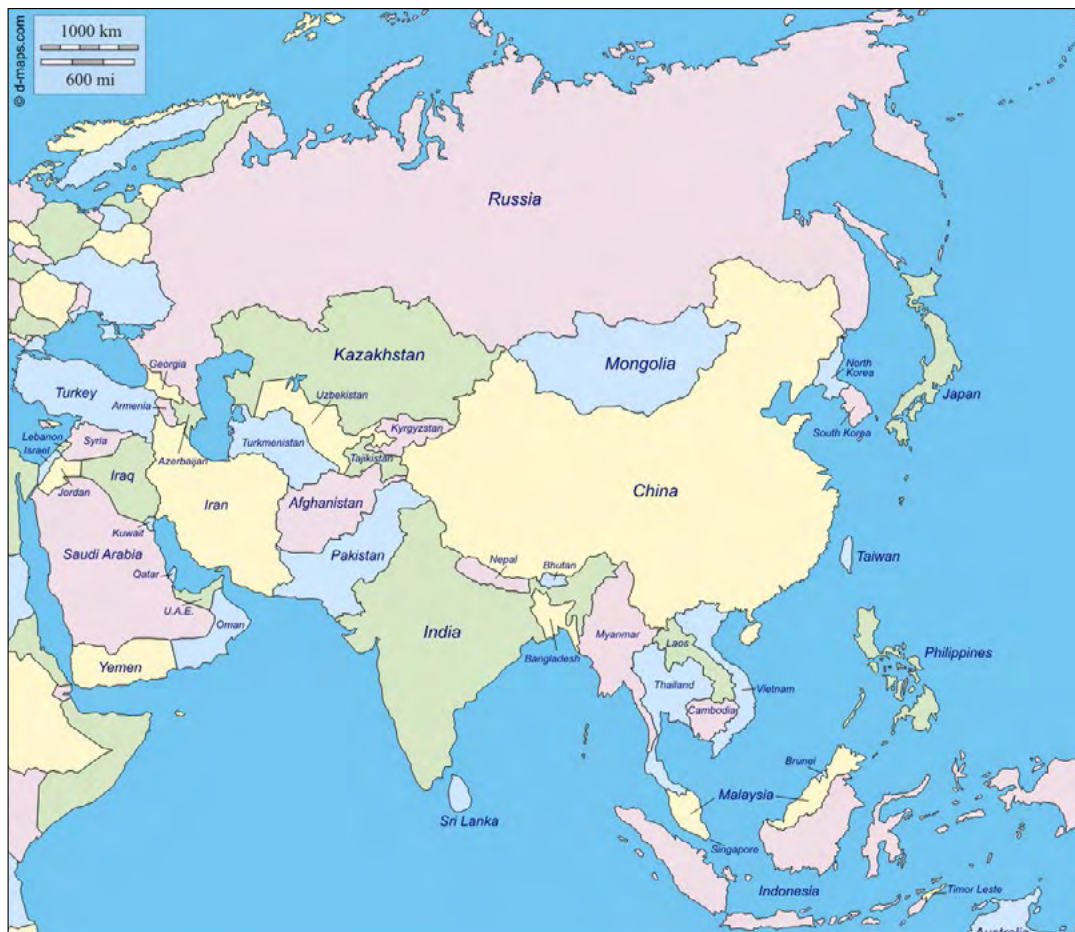 1000 km
600 mi
© d-maps.com
Russia
Kazakhstan
Mongolia
Georgia
Turkey
Armenia
Uzbekistan
North
Korea
Japan
Lebanon
Syria
Kyrgyzstan
South Korea
Israel
Turkmenistan
Azerbaijan
Tajikistan
Iraq
Jordan
Iran
Afghanistan
China
Kuwait
Saudi Arabia
Pakistan
Taiwan
Nepal
Bhutan
Qatar
U.A.E.
Oman
India
Myanmar
Laos
Philippines
Yemen
Bangladesh
Thailand
Vietnam
Cambodia
Brunei
Malaysia
Sri Lanka
Singapore
Indonesia
Timor Leste
Australia